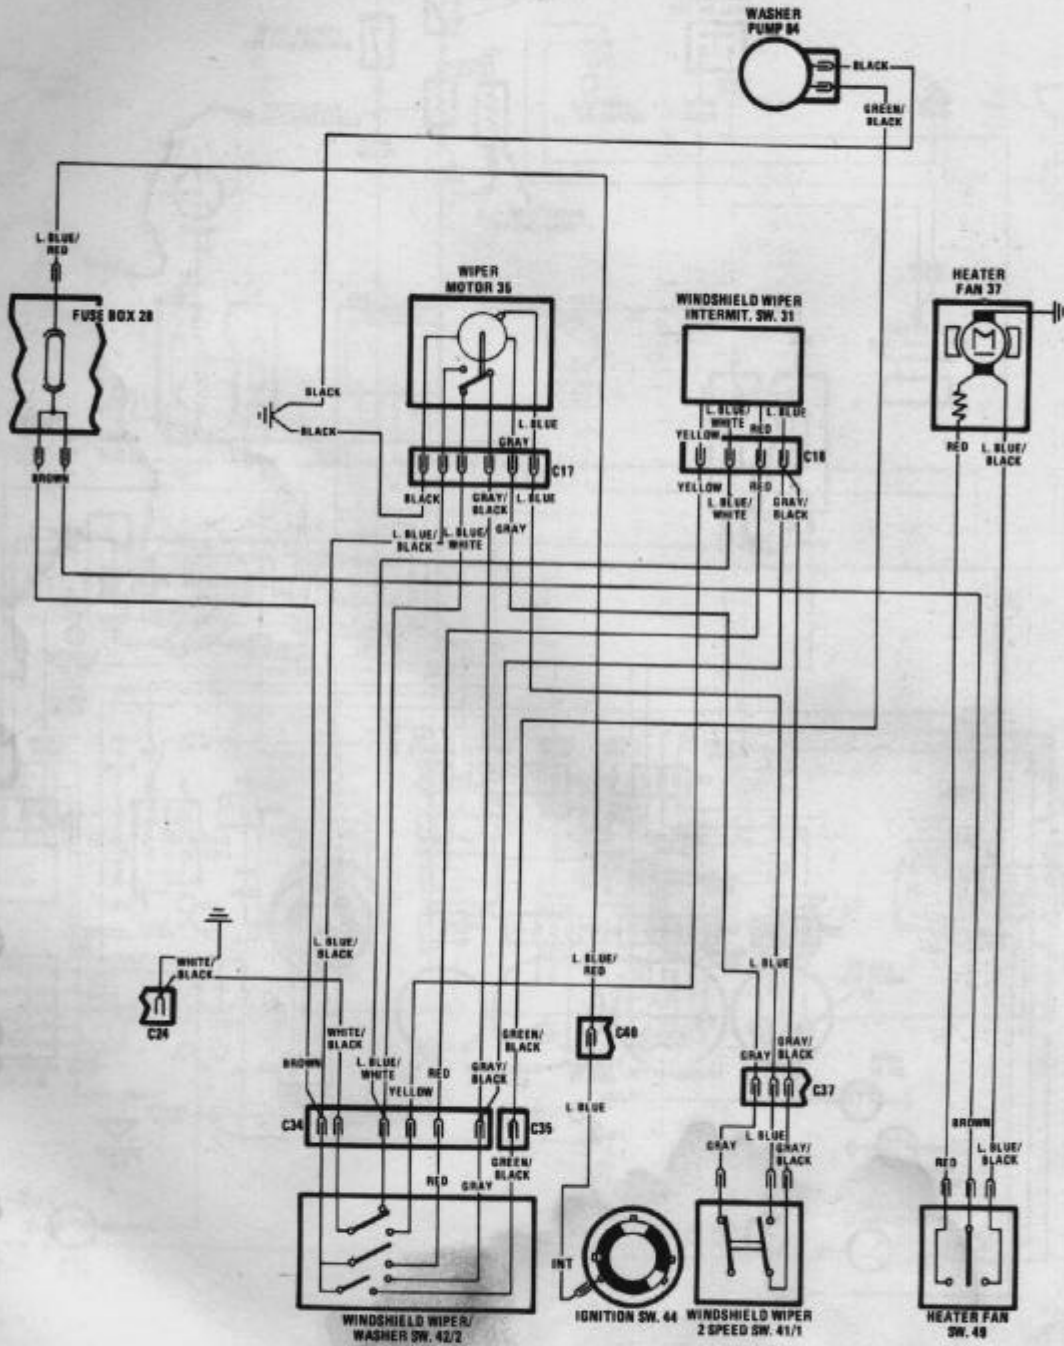 WASHER
PUMP 84
BLACK
GREEN/
BLACK
L. BLUE/
RED
FUSE BOX 28
WIPER
MOTOR 36
WINDSHIELD WIPER
INTERMIT. SW. 31
HEATER
FAN 37
BLACK
BLACK
L. BLUE
GRAY
C17
L. BLUE/
WHITE
L. BLUE
YELLOW
RED
C18
RED
L. BLUE/
BLACK
BROWN
BLACK
GRAY/
BLACK
L. BLUE
YELLOW
RED
GRAY/
BLACK
L. BLUE/
WHITE
L. BLUE/
BLACK
L. BLUE/
WHITE
GRAY
WHITE/
BLACK
L. BLUE/
BLACK
L. BLUE/
RED
L. BLUE
C24
WHITE/
BLACK
GREEN/
BLACK
C40
BROWN
L. BLUE/
WHITE
YELLOW
RED
GRAY/
BLACK
GRAY
GRAY/
BLACK
C37
C34
C35
L. BLUE
BROWN
GREEN/
BLACK
RED
GRAY
GRAY
L. BLUE
GRAY/
BLACK
RED
L. BLUE/
BLACK
INT
WINDSHIELD WIPER/
WASHER SW. 42/2
IGNITION SW. 44
WINDSHIELD WIPER
2 SPEED SW. 41/1
HEATER FAN
SW. 49